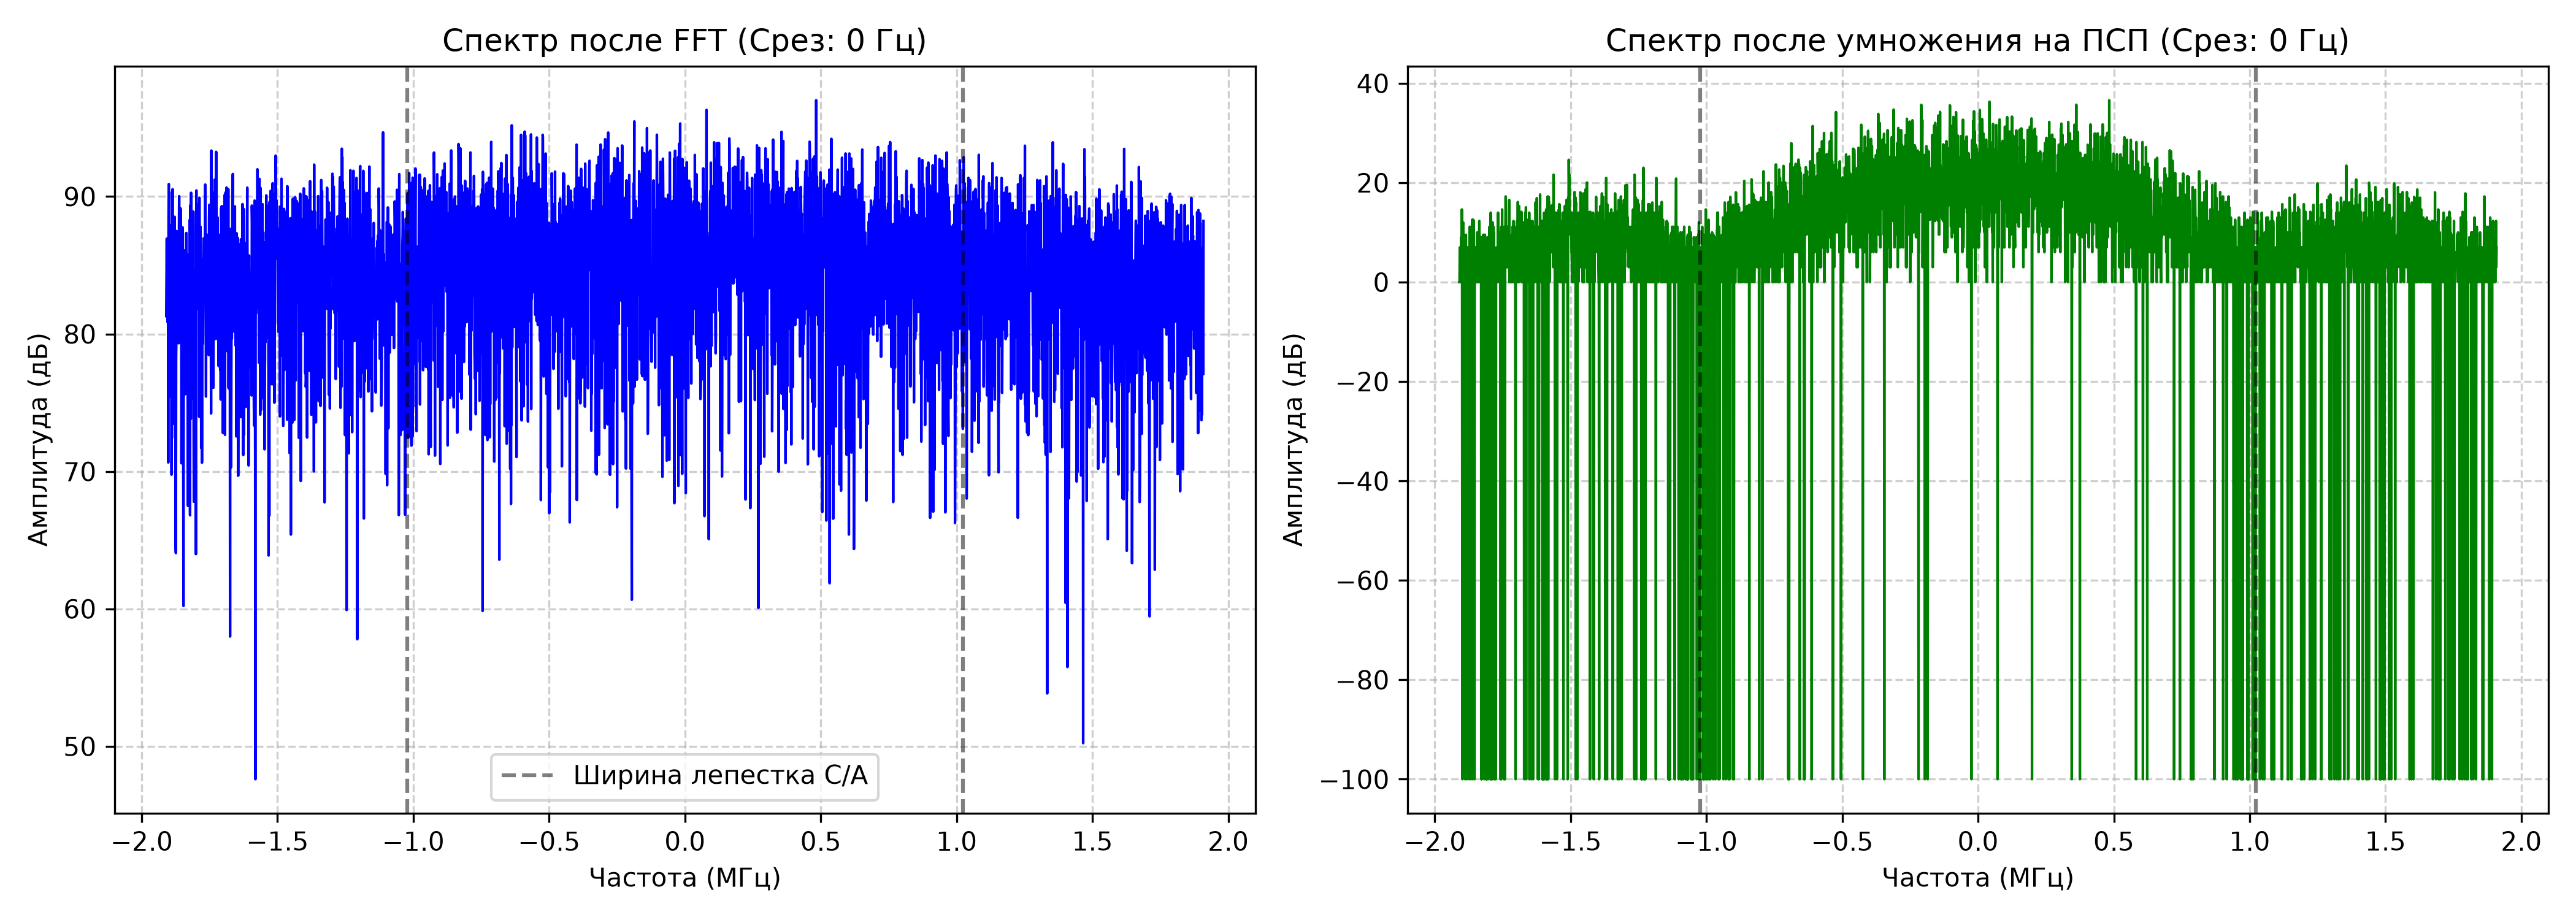 Спектр после FFT (Срез: 0 Гц)
Амплитуда (дБ)
90
80
70
60
50
Ширина лепестка C/A
−2.0 −1.5 −1.0 −0.5 0.0 0.5 1.0 1.5 2.0
Частота (МГц)
Спектр после умножения на ПСП (Срез: 0 Гц)
Амплитуда (дБ)
40
20
0
−20
−40
−60
−80
−100
−2.0 −1.5 −1.0 −0.5 0.0 0.5 1.0 1.5 2.0
Частота (МГц)